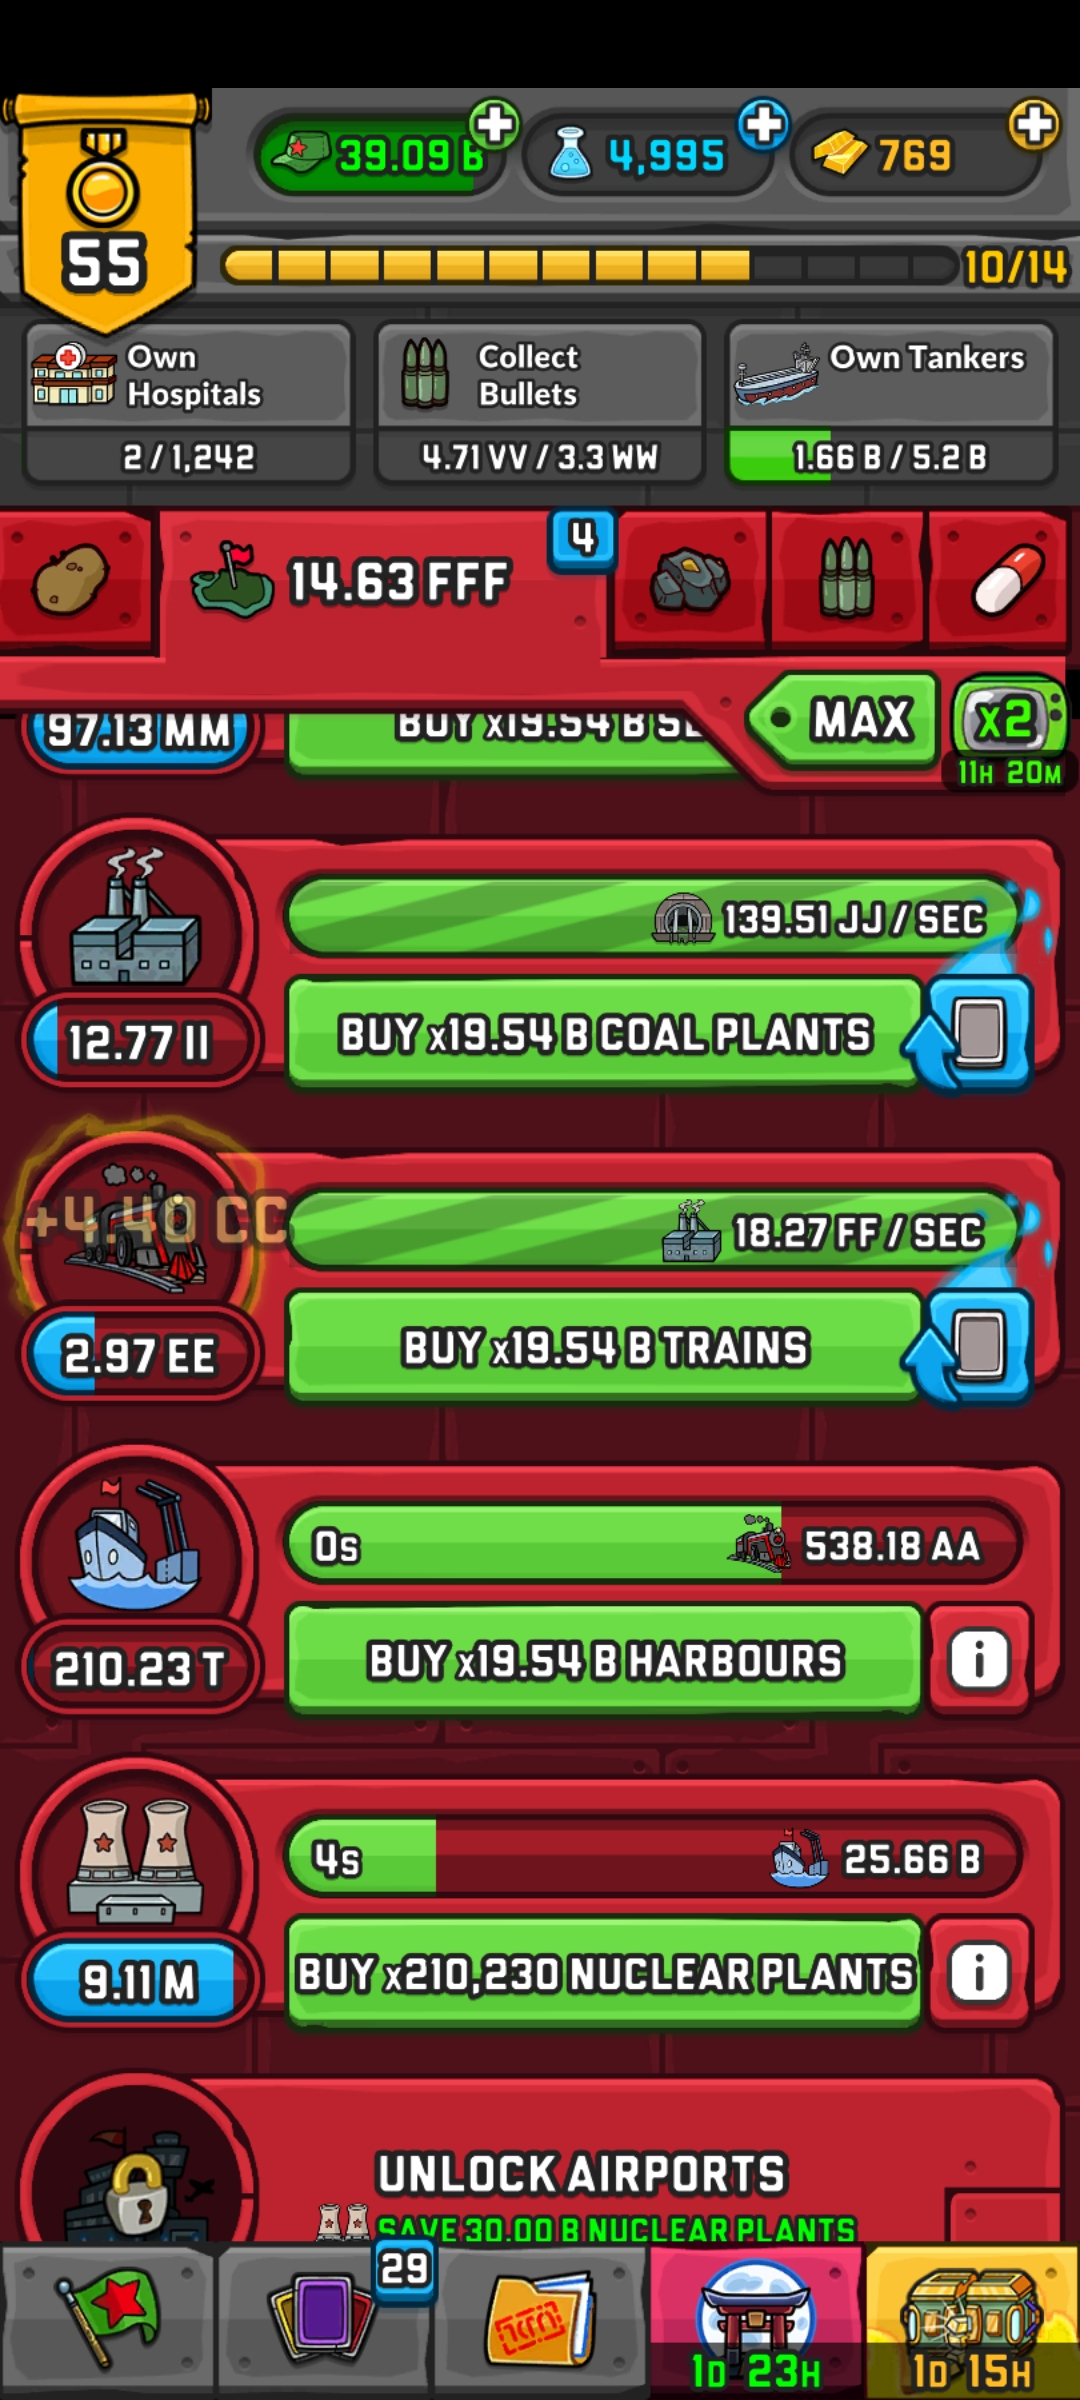 39.09 B
4,995
769
55
10/14
Own
Hospitals
2 / 1,242
Collect
Bullets
4.71 VV / 3.3 WW
Own Tankers
1.66 B / 5.2 B
14.63 FFF
4
MAX
x2
11H 20M
97.13 MM
BUY x19.54 B
139.51 JJ / SEC
12.77 II
BUY x19.54 B COAL PLANTS
+4.40 CC
18.27 FF / SEC
2.97 EE
BUY x19.54 B TRAINS
0s
538.18 AA
210.23 T
BUY x19.54 B HARBOURS
i
4s
25.66 B
9.11 M
BUY x210,230 NUCLEAR PLANTS
i
UNLOCK AIRPORTS
SAVE 30.00 B NUCLEAR PLANTS
29
1D 23H
1D 15H